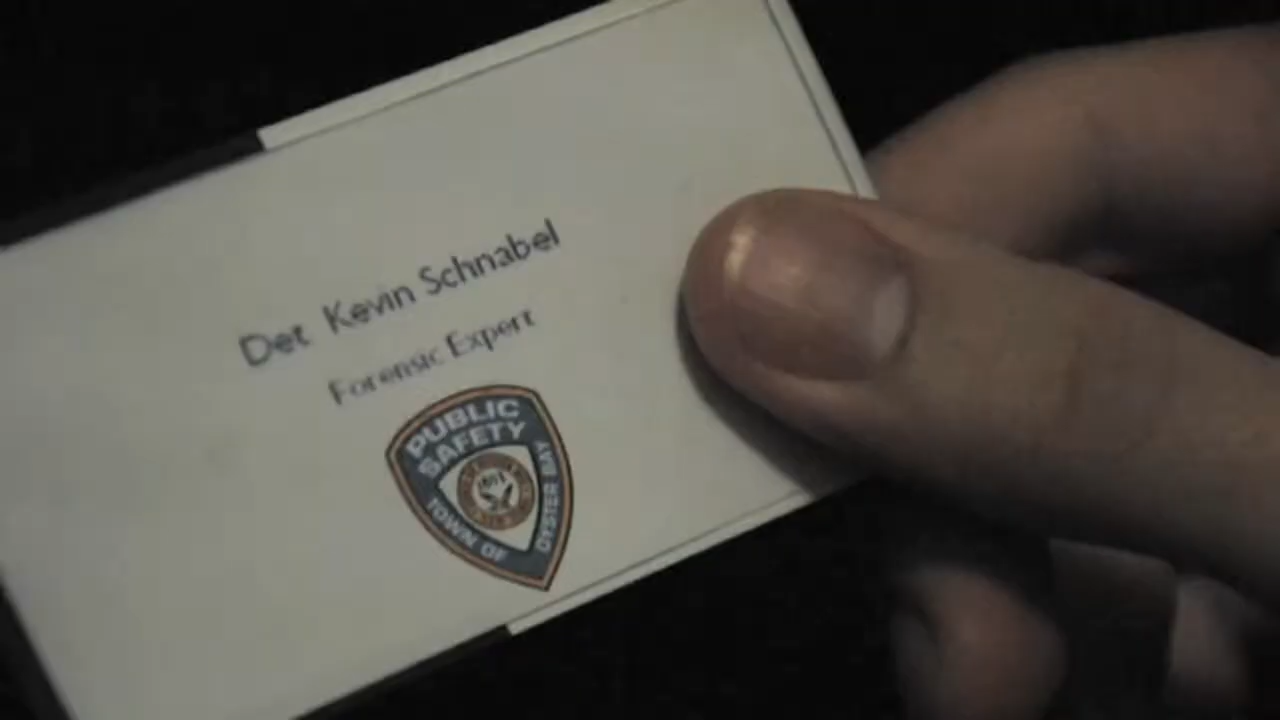 Det Kevin Schnabel
Forensic Expert
PUBLIC
SAFETY
TOWN OF
OYSTER BAY